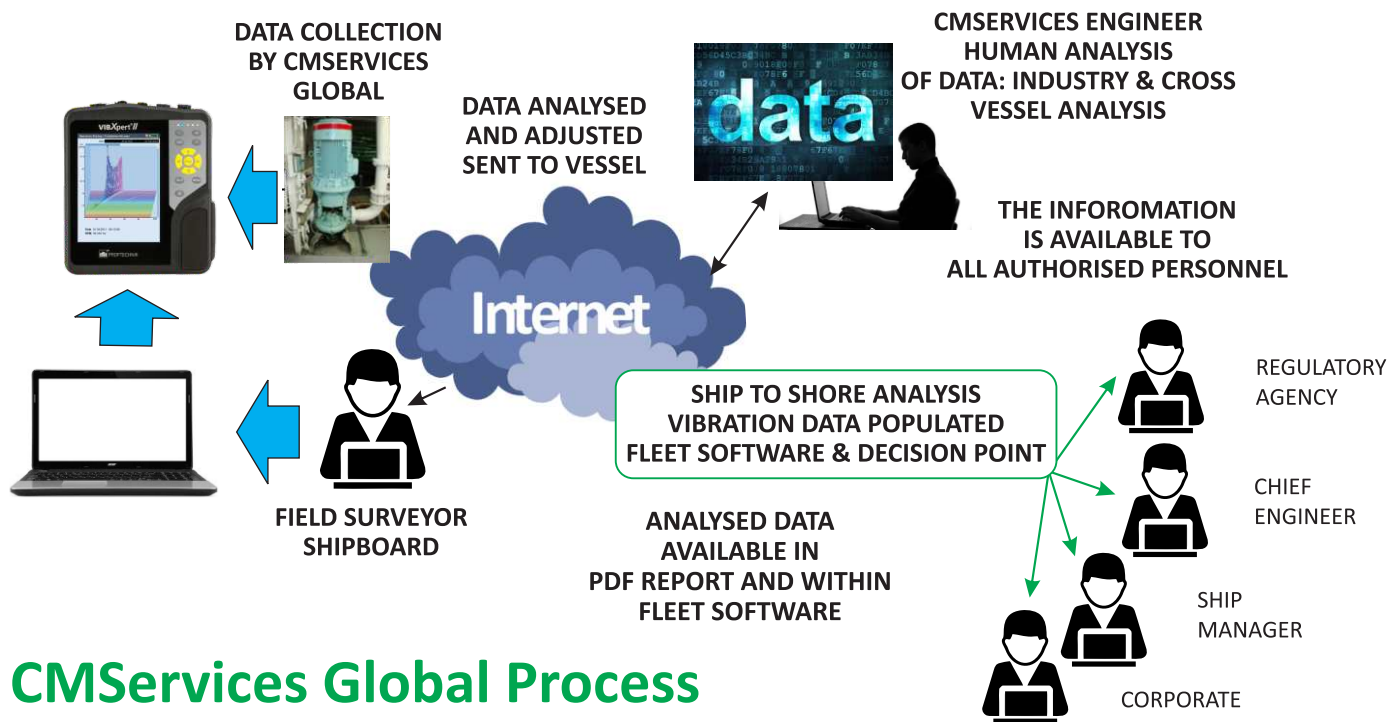 DATA COLLECTION
BY CMSERVICES
GLOBAL
VIBXpert II
DATA ANALYSED
AND ADJUSTED
SENT TO VESSEL
data
CMSERVICES ENGINEER
HUMAN ANALYSIS
OF DATA: INDUSTRY & CROSS
VESSEL ANALYSIS
THE INFOROMATION
IS AVAILABLE TO
ALL AUTHORISED PERSONNEL
Internet
SHIP TO SHORE ANALYSIS
VIBRATION DATA POPULATED
FLEET SOFTWARE & DECISION POINT
REGULATORY
AGENCY
CHIEF
ENGINEER
SHIP
MANAGER
CORPORATE
FIELD SURVEYOR
SHIPBOARD
ANALYSED DATA
AVAILABLE IN
PDF REPORT AND WITHIN
FLEET SOFTWARE
CMServices Global Process